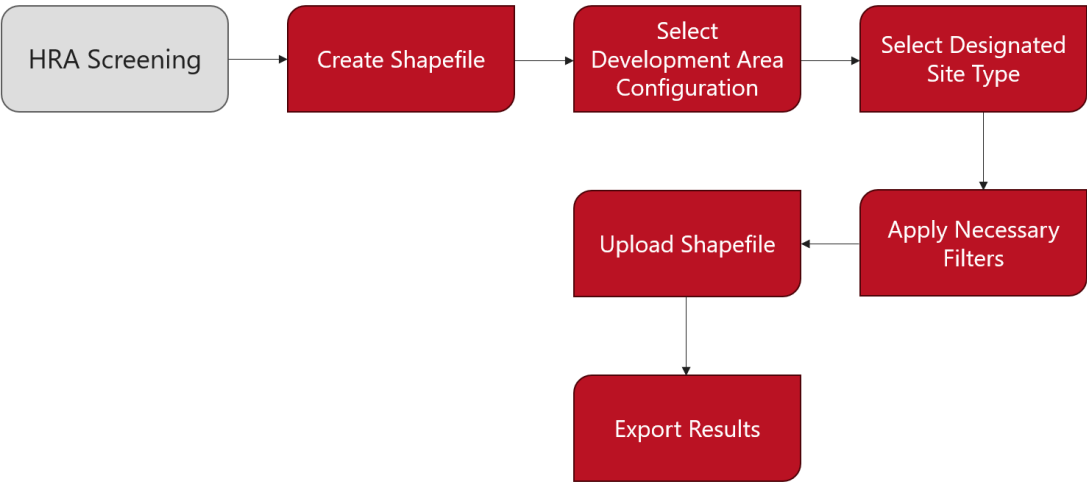 HRA Screening
Create Shapefile
Select
Development Area
Configuration
Select Designated
Site Type
Apply Necessary
Filters
Upload Shapefile
Export Results